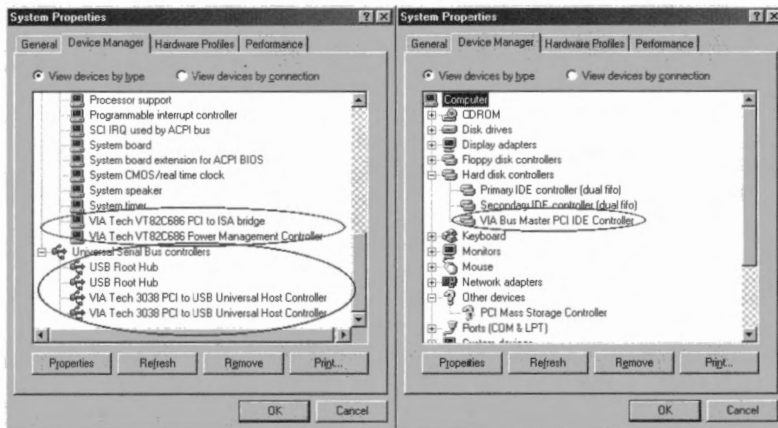 System Properties
General Device Manager Hardware Profiles Performance
View devices by type View devices by connection
Processor support
Programmable interrupt controller
SCI IRQ used by ACPI bus
System board
System board extension for ACPI BIOS
System CMOS/real time clock
System speaker
System timer
VIA Tech VT82C686 PCI to ISA bridge
VIA Tech VT82C686 Power Management Controller
Universal Serial Bus controllers
USB Root Hub
USB Root Hub
VIA Tech 3038 PCI to USB Universal Host Controller
VIA Tech 3038 PCI to USB Universal Host Controller
Properties Refresh Remove Print...
OK Cancel
System Properties
General Device Manager Hardware Profiles Performance
View devices by type View devices by connection
Computer
CDROM
Disk drives
Display adapters
Floppy disk controllers
Hard disk controllers
Primary IDE controller (dual fifo)
Secondary IDE controller (dual fifo)
VIA Bus Master PCI IDE Controller
Keyboard
Monitors
Mouse
Network adapters
Other devices
PCI Mass Storage Controller
Ports (COM & LPT)
System devices
Properties Refresh Remove Print...
OK Cancel